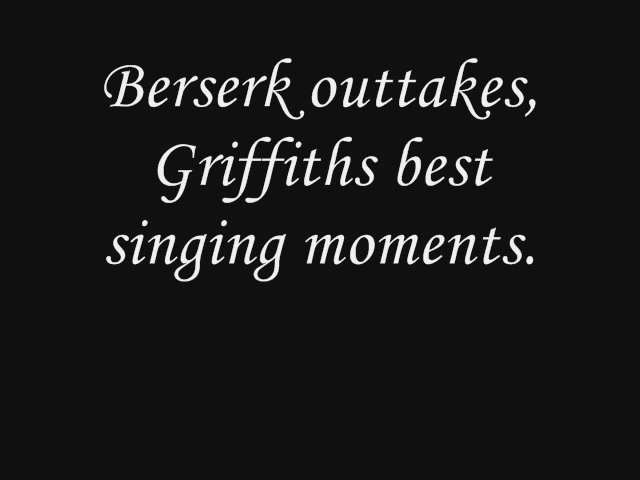 Berserk outtakes,
Griffiths best
singing moments.